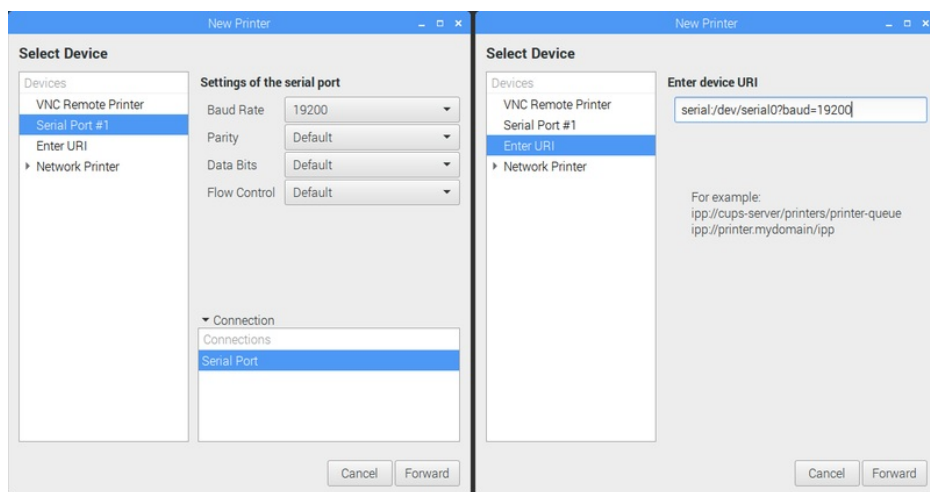 New Printer
Select Device
Devices
VNC Remote Printer
Serial Port #1
Enter URI
Network Printer
Settings of the serial port
Baud Rate 19200
Parity Default
Data Bits Default
Flow Control Default
Connection
Connections
Serial Port
Cancel Forward
New Printer
Select Device
Devices
VNC Remote Printer
Serial Port #1
Enter URI
Network Printer
Enter device URI
serial:/dev/serial0?baud=19200
For example:
ipp://cups-server/printers/printer-queue
ipp://printer.mydomain/ipp
Cancel Forward